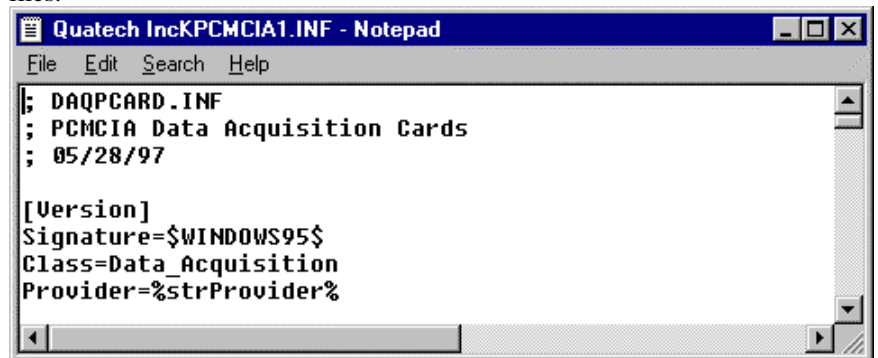 Quatech IncKPCMCIA1.INF - Notepad
File Edit Search Help
; DAQPCARD.INF
; PCMCIA Data Acquisition Cards
; 05/28/97
[Version]
Signature=$WINDOWS95$
Class=Data_Acquisition
Provider=%strProvider%